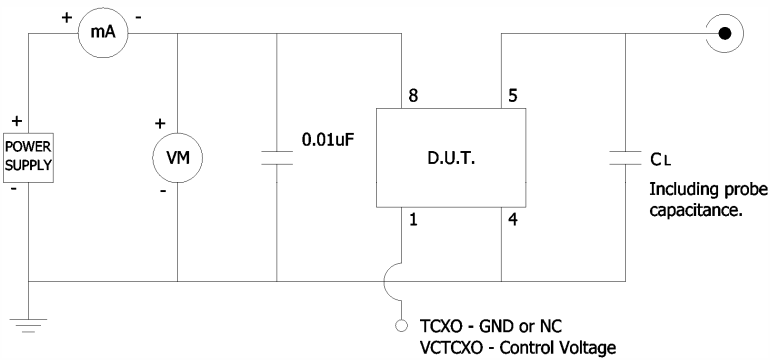 + mA -
8 5
+ + 
POWER
SUPPLY
VM
0.01uF
D.U.T.
CL
- -
Including probe
capacitance.
1 4
TCXO - GND or NC
VCTCXO - Control Voltage